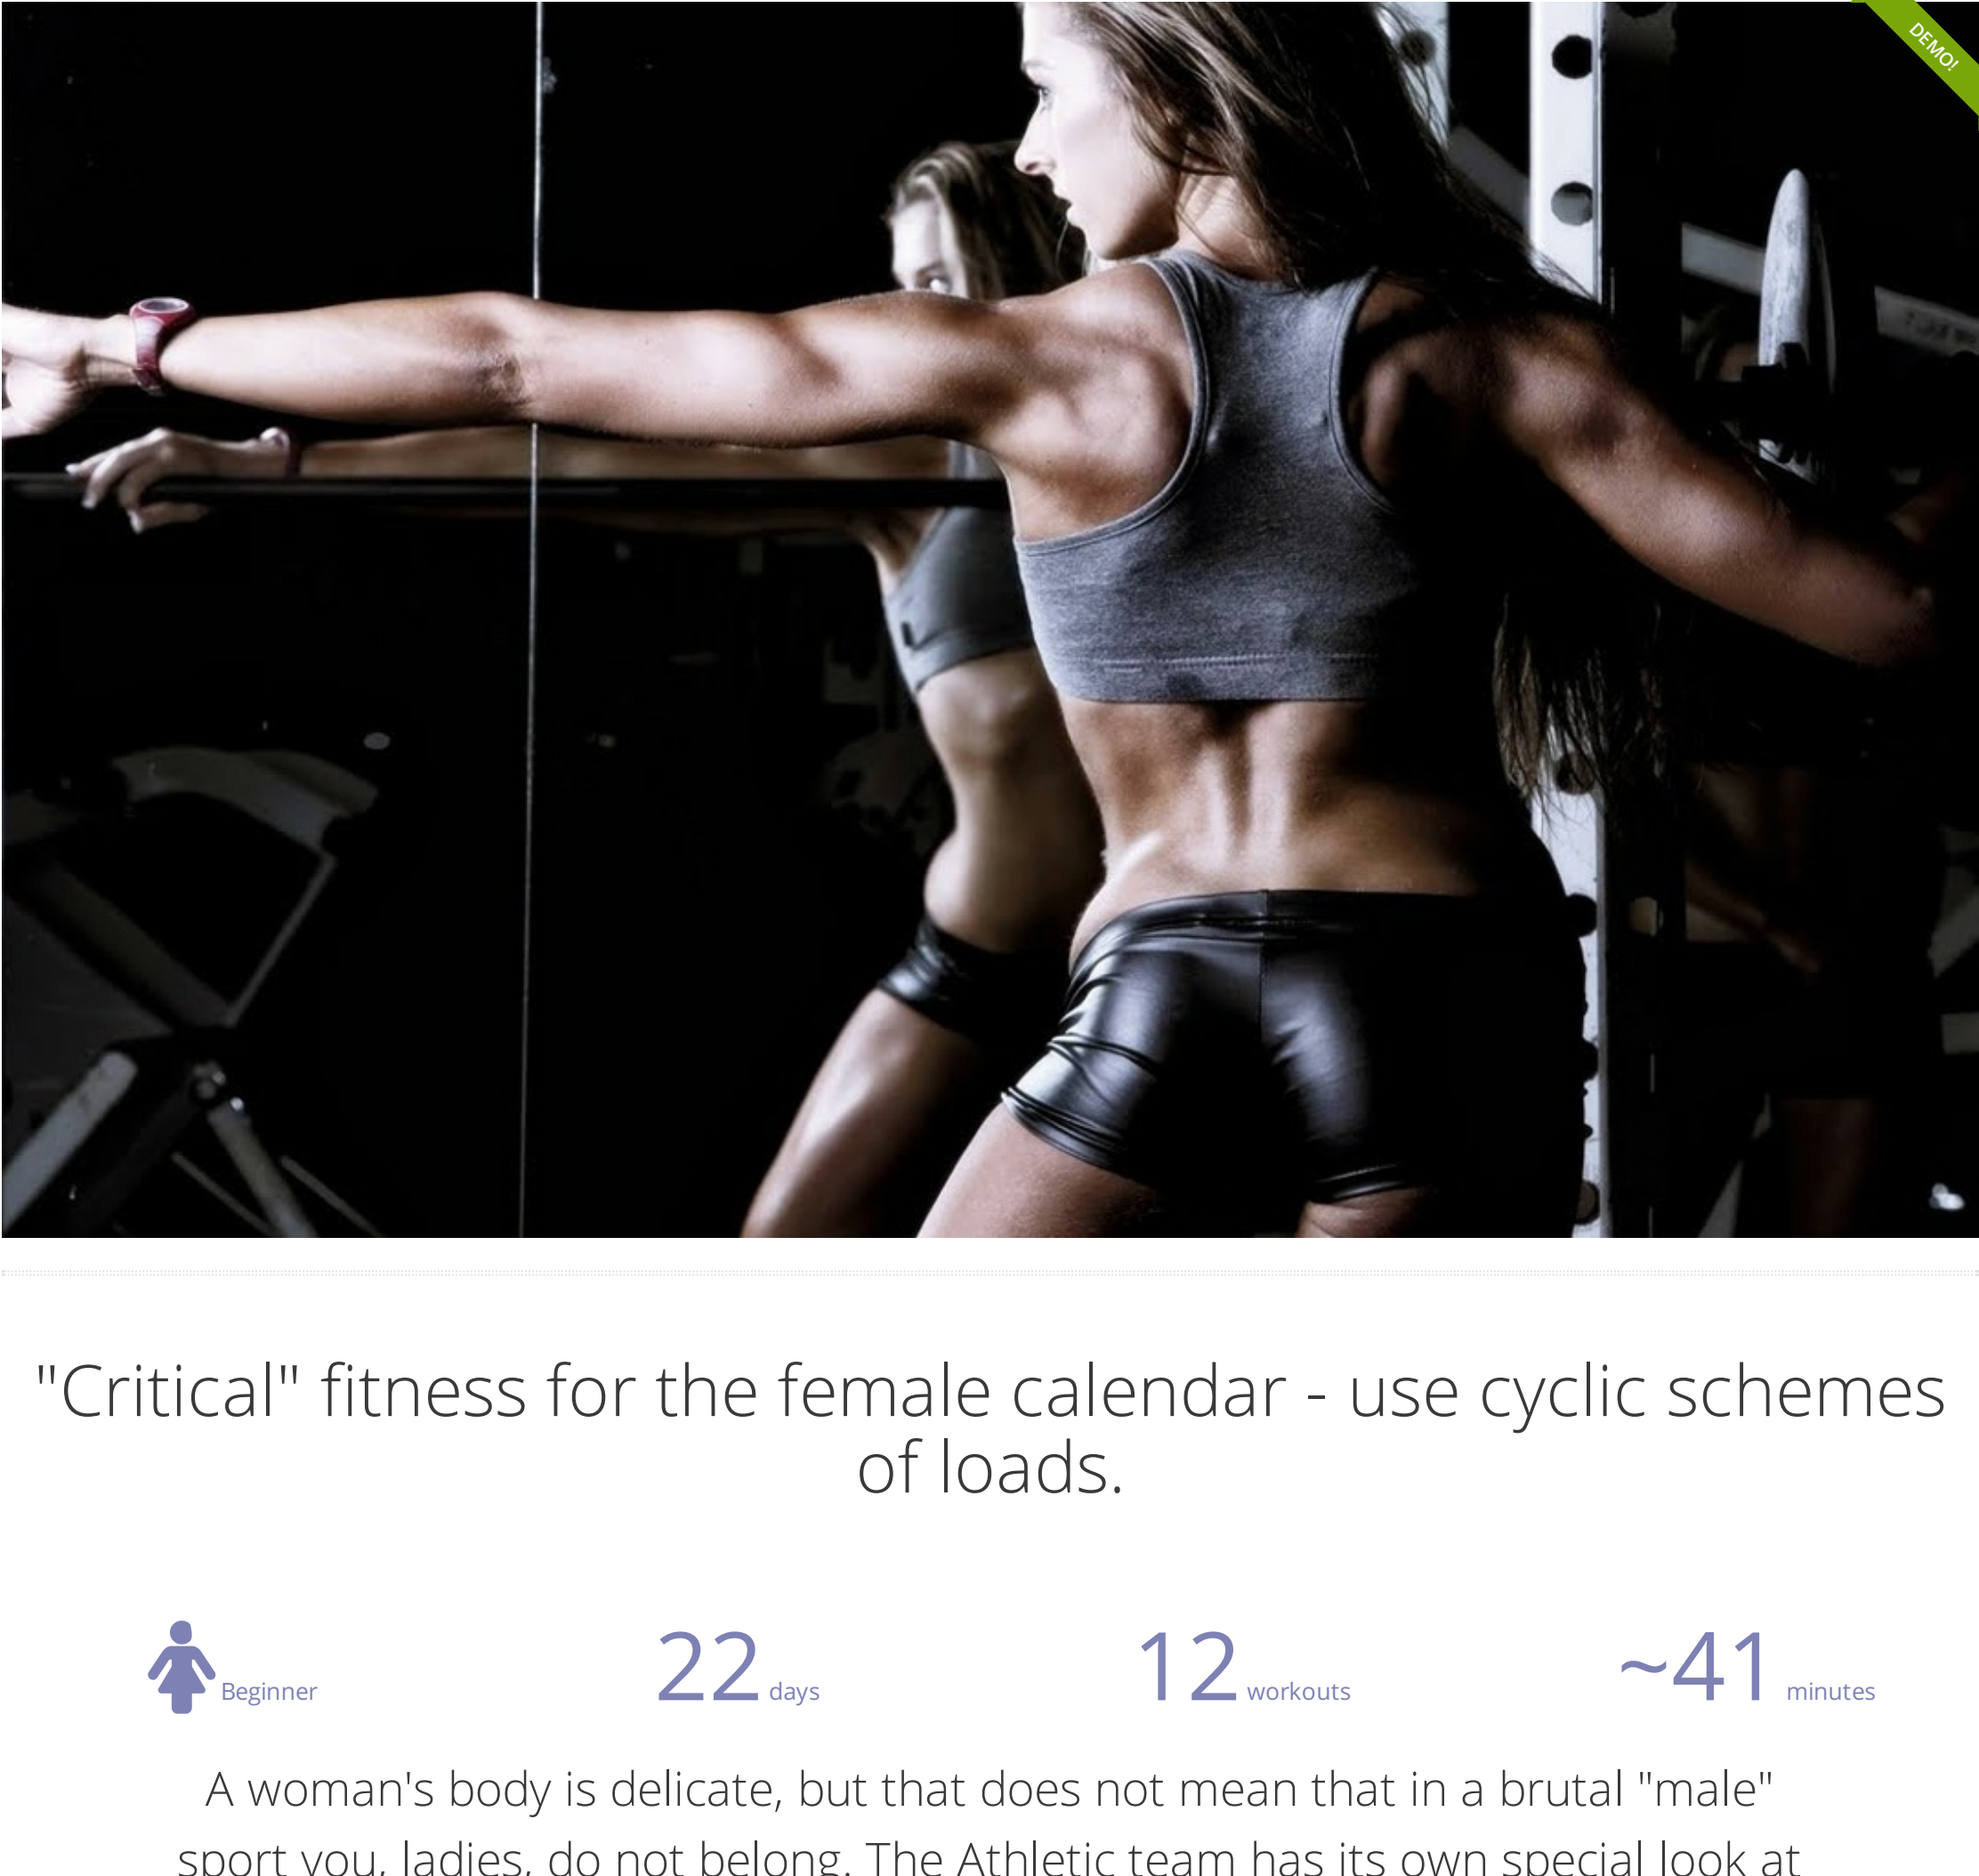 DEMO!
"Critical" fitness for the female calendar - use cyclic schemes
of loads.
Beginner
22 days
12 workouts
~41 minutes
A woman's body is delicate, but that does not mean that in a brutal "male"
sport you, ladies, do not belong. The Athletic team has its own special look at